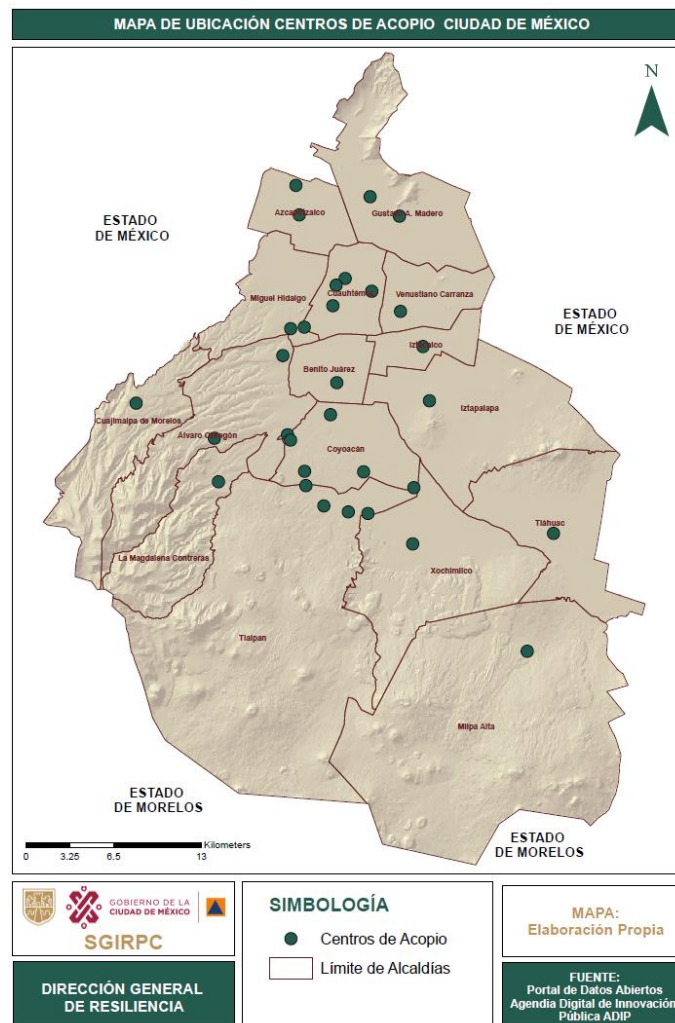 MAPA DE UBICACIÓN CENTROS DE ACOPIO CIUDAD DE MÉXICO
N
ESTADO
DE MÉXICO
Azcapotzalco
Gustavo A. Madero
Miguel Hidalgo
Cuauhtémoc
Venustiano Carranza
ESTADO
DE MÉXICO
Iztacalco
Benito Juárez
Iztapalapa
Cuajimalpa de Morelos
Álvaro Obregón
Coyoacán
Tláhuac
La Magdalena Contreras
Xochimilco
Tlalpan
Milpa Alta
ESTADO
DE MORELOS
ESTADO
DE MORELOS
Kilometers
0 3.25 6.5 13
GOBIERNO DE LA
CIUDAD DE MÉXICO
SGIRPC
DIRECCIÓN GENERAL
DE RESILIENCIA
SIMBOLOGÍA
Centros de Acopio
Límite de Alcaldías
MAPA:
Elaboración Propia
FUENTE:
Portal de Datos Abiertos
Agendia Digital de Innovación
Pública ADIP